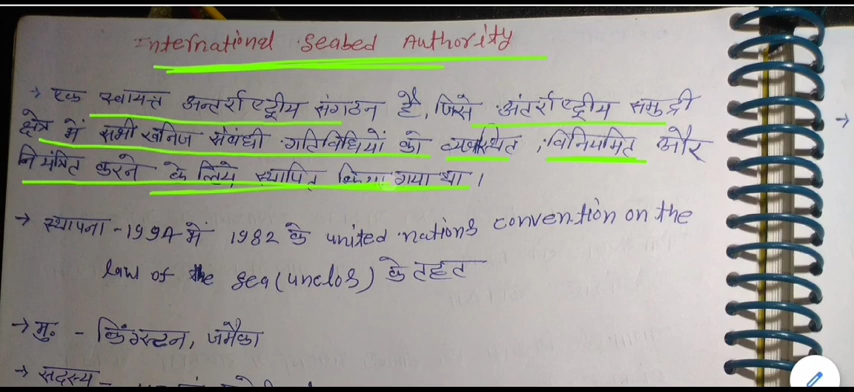 International Seabed Authority
→ एक स्वायत्त अन्तर्राष्ट्रीय संगठन है, जिसे अंतर्राष्ट्रीय समुद्री
क्षेत्र में सभी खनिज संबंधी गतिविधियों को व्यवस्थित, विनियमित और
नियंत्रित करने के लिये स्थापित किया गया था।
→ स्थापना - 1994 में 1982 के united nations convention on the
law of the sea (unclos) के तहत
→ मु. - किंग्स्टन, जमैका
→ सदस्य -